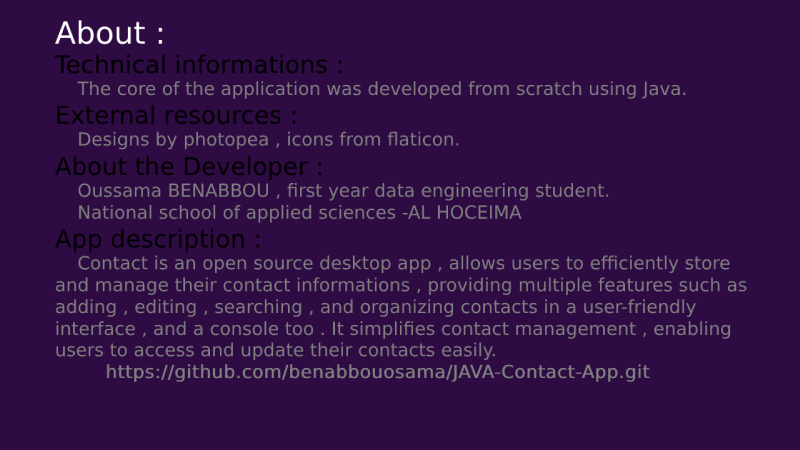 About :
Technical informations :
The core of the application was developed from scratch using Java.
External resources :
Designs by photopea , icons from flaticon.
About the Developer :
Oussama BENABBOU , first year data engineering student.
National school of applied sciences -AL HOCEIMA
App description :
Contact is an open source desktop app , allows users to efficiently store
and manage their contact informations , providing multiple features such as
adding , editing , searching , and organizing contacts in a user-friendly
interface , and a console too . It simplifies contact management , enabling
users to access and update their contacts easily.
https://github.com/benabbouosama/JAVA-Contact-App.git